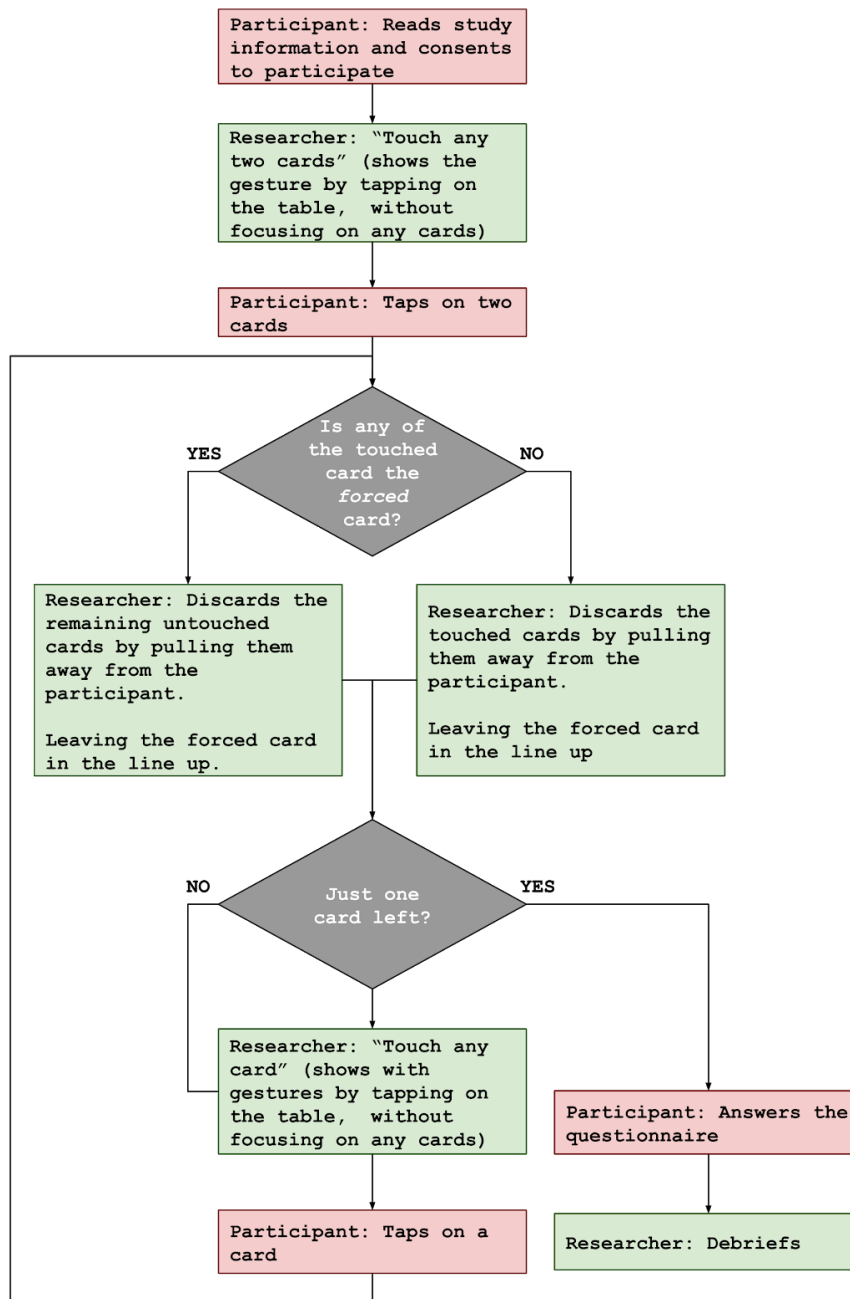 Participant: Reads study
information and consents
to participate
Researcher: “Touch any
two cards” (shows the
gesture by tapping on
the table, without
focusing on any cards)
Participant: Taps on two
cards
Is any of
the touched
card the
forced
card?
YES
NO
Researcher: Discards the
remaining untouched
cards by pulling them
away from the
participant.
Leaving the forced card
in the line up.
Researcher: Discards the
touched cards by pulling
them away from the
participant.
Leaving the forced card
in the line up
NO
Just one
card left?
YES
Researcher: “Touch any
card” (shows with
gestures by tapping on
the table, without
focusing on any cards)
Participant: Answers the
questionnaire
Participant: Taps on a
card
Researcher: Debriefs